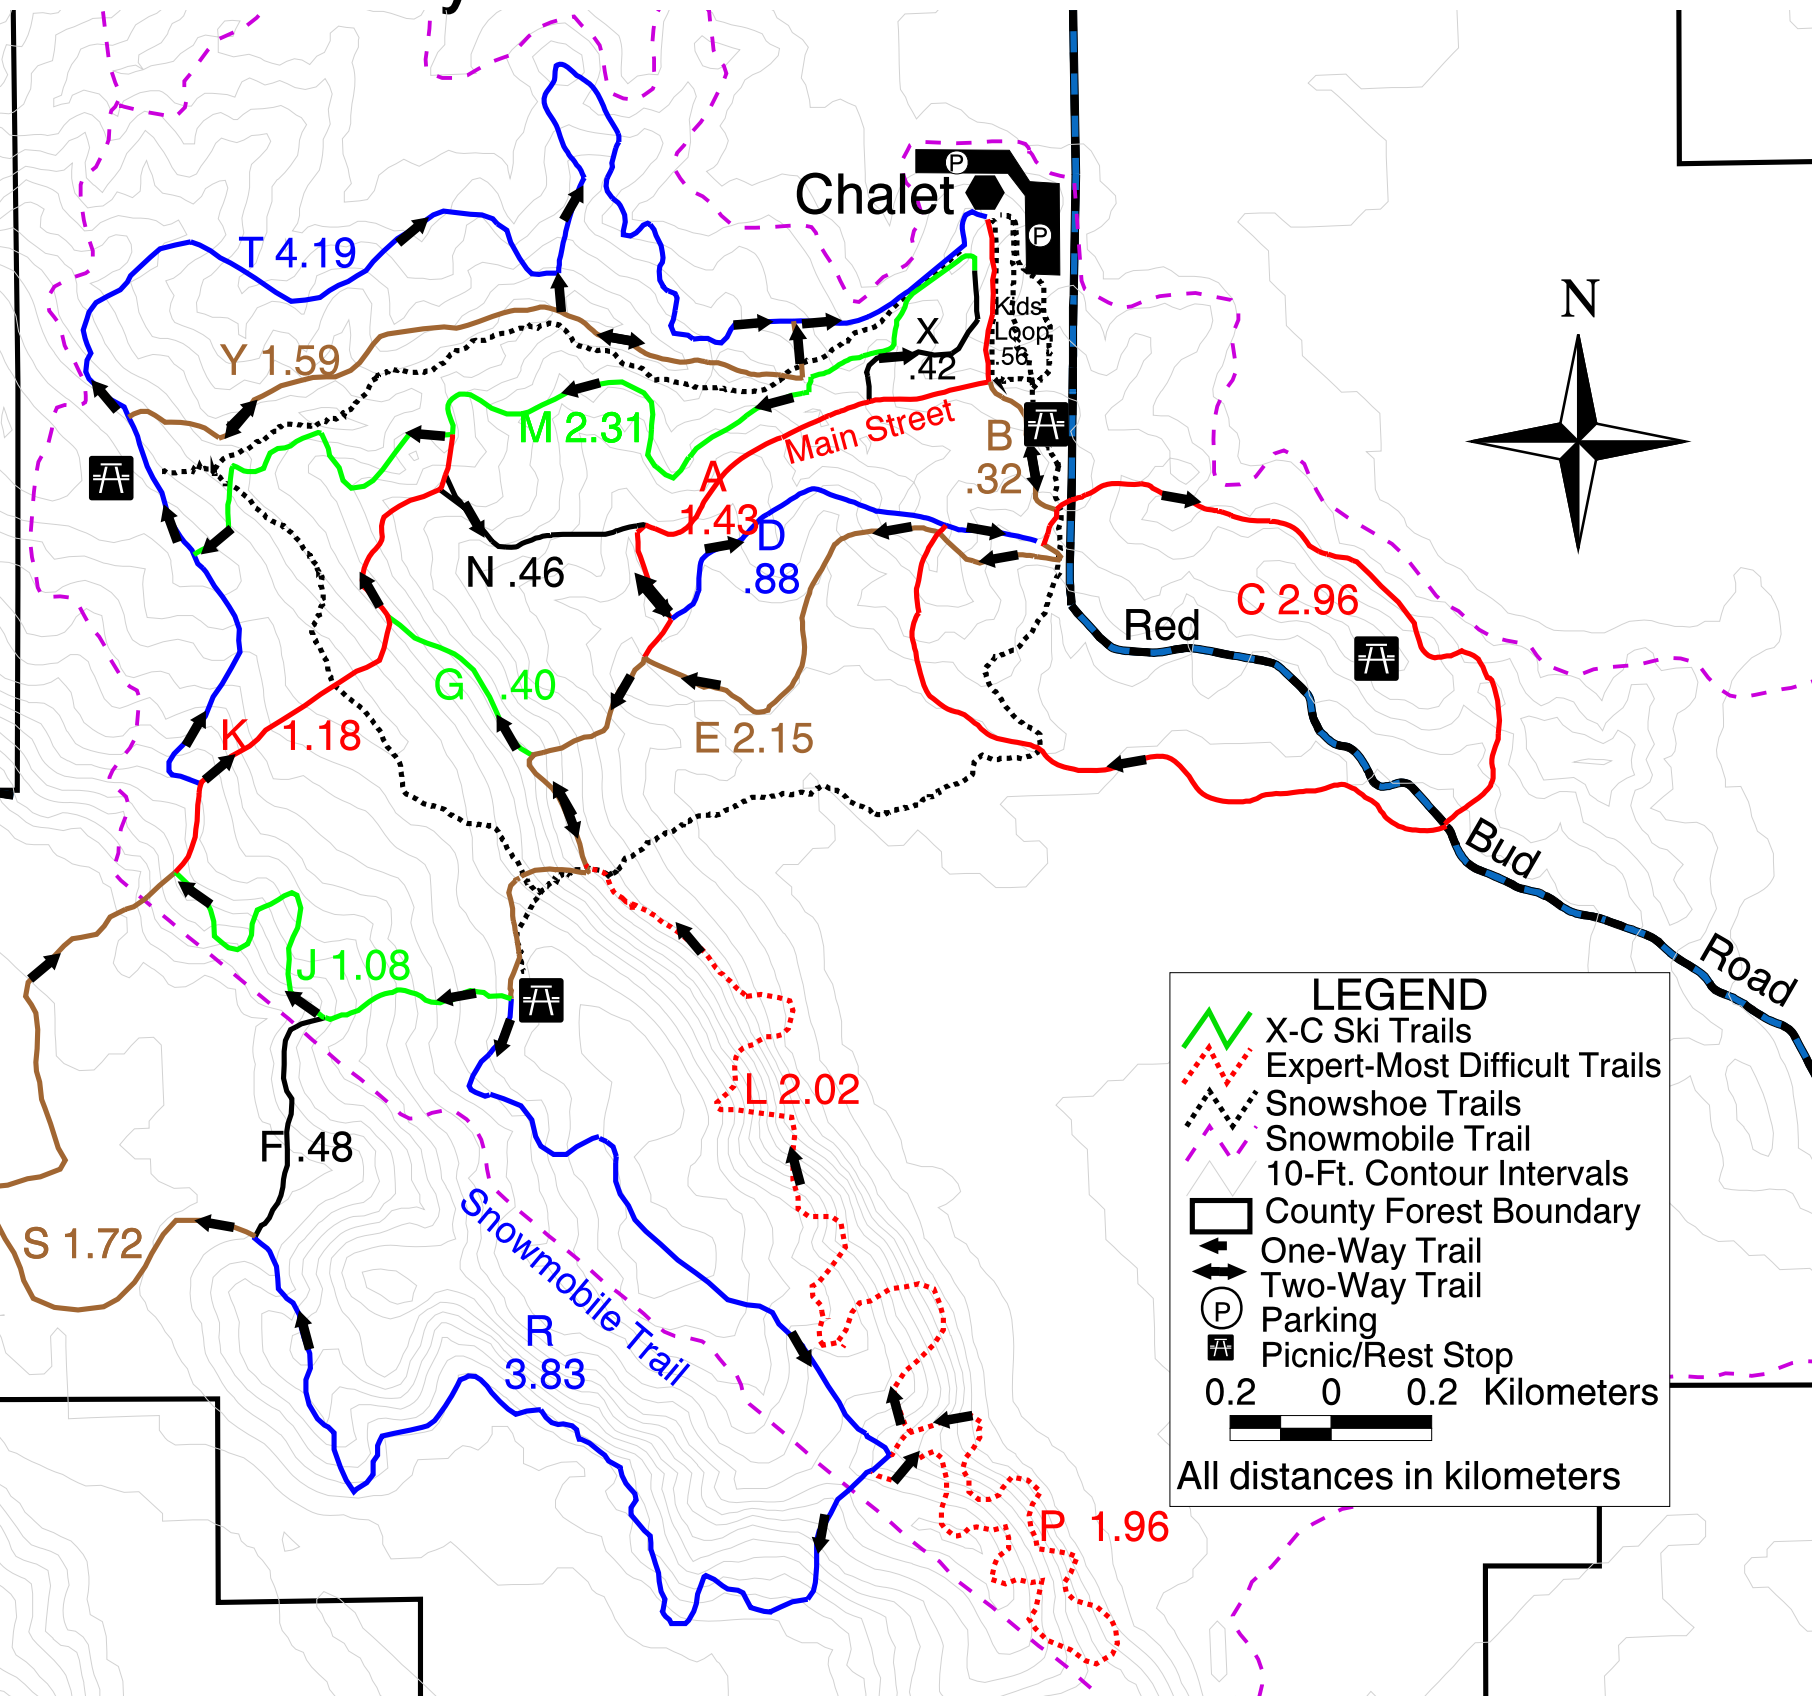 P
Chalet
P
N
T 4.19
Kids
Loop
.56
X
.42
Y 1.59
M 2.31
Main Street
B
.32
A
1.43
D
.88
N .46
C 2.96
Red
G .40
K 1.18
E 2.15
Bud
Road
J 1.08
L 2.02
F .48
S 1.72
Snowmobile Trail
R
3.83
P 1.96
LEGEND
X-C Ski Trails
Expert-Most Difficult Trails
Snowshoe Trails
Snowmobile Trail
10-Ft. Contour Intervals
County Forest Boundary
One-Way Trail
Two-Way Trail
P Parking
Picnic/Rest Stop
0.2 0 0.2 Kilometers
All distances in kilometers